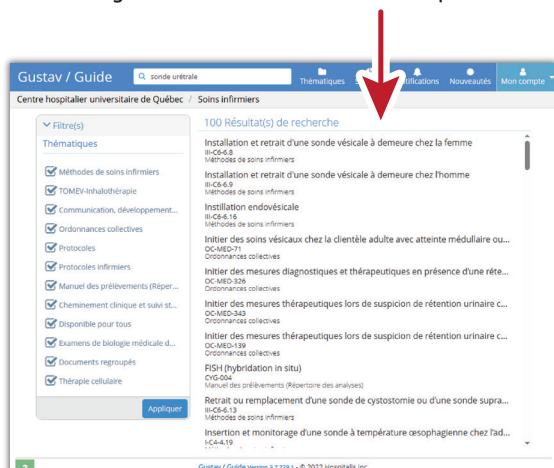 Gustav / Guide
sonde urétrale
Thématiques
Notifications
Nouveautés
Mon compte
Centre hospitalier universitaire de Québec / Soins infirmiers
Filtre(s)
Thématiques
Méthodes de soins infirmiers
TOMEV-Inhalothérapie
Communication, développement...
Ordonnances collectives
Protocoles
Protocoles infirmiers
Manuel des prélèvements (Réper...
Cheminement clinique et suivi st...
Disponible pour tous
Examens de biologie médicale d...
Documents regroupés
Thérapie cellulaire
Appliquer
100 Résultat(s) de recherche
Installation et retrait d'une sonde vésicale à demeure chez la femme
III-C6-6.8
Méthodes de soins infirmiers
Installation et retrait d'une sonde vésicale à demeure chez l'homme
III-C6-6.9
Méthodes de soins infirmiers
Instillation endovésicale
III-C6-6.16
Méthodes de soins infirmiers
Initier des soins vésicaux chez la clientèle adulte avec atteinte médullaire ou...
OC-MED-71
Ordonnances collectives
Initier des mesures diagnostiques et thérapeutiques en présence d'une réte...
OC-MED-326
Ordonnances collectives
Initier des mesures thérapeutiques lors de suspicion de rétention urinaire c...
OC-MED-343
Ordonnances collectives
Initier des mesures thérapeutiques lors de suspicion de rétention urinaire c...
OC-MED-139
Ordonnances collectives
FISH (hybridation in situ)
CYG-004
Manuel des prélèvements (Répertoire des analyses)
Retrait ou remplacement d'une sonde de cystostomie ou d'une sonde supra...
III-C6-6.13
Méthodes de soins infirmiers
Insertion et monitorage d'une sonde à température œsophagienne chez l'ad...
I-C4-4.19
Gustav / Guide version 3.7.729.1 - © 2022 Hospitalis inc.